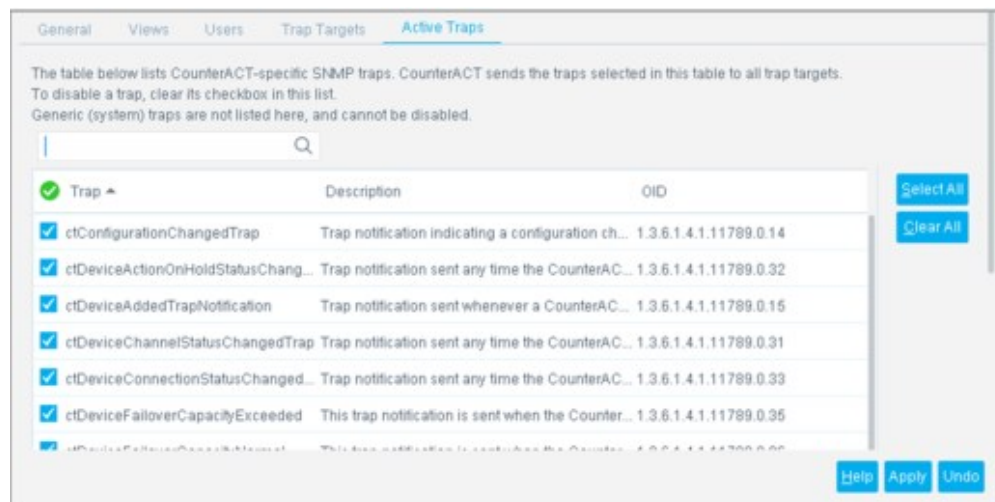 General Views Users Trap Targets Active Traps
The table below lists CounterACT-specific SNMP traps. CounterACT sends the traps selected in this table to all trap targets.
To disable a trap, clear its checkbox in this list.
Generic (system) traps are not listed here, and cannot be disabled.
Trap Description OID
Select All
ctConfigurationChangedTrap Trap notification indicating a configuration ch... 1.3.6.1.4.1.11789.0.14
Clear All
ctDeviceActionOnHoldStatusChang... Trap notification sent any time the CounterAC... 1.3.6.1.4.1.11789.0.32
ctDeviceAddedTrapNotification Trap notification sent whenever a CounterAC... 1.3.6.1.4.1.11789.0.15
ctDeviceChannelStatusChangedTrap Trap notification sent any time the CounterAC... 1.3.6.1.4.1.11789.0.31
ctDeviceConnectionStatusChanged... Trap notification sent any time the CounterAC... 1.3.6.1.4.1.11789.0.33
ctDeviceFailoverCapacityExceeded This trap notification is sent when the Counter... 1.3.6.1.4.1.11789.0.35
Help Apply Undo